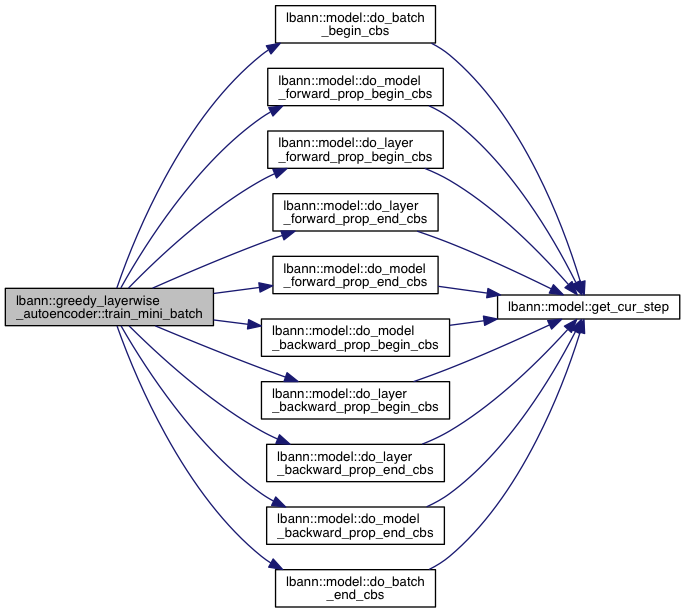 lbann::model::do_batch
_begin_cbs
lbann::model::do_model
_forward_prop_begin_cbs
lbann::model::do_layer
_forward_prop_begin_cbs
lbann::model::do_layer
_forward_prop_end_cbs
lbann::model::do_model
_forward_prop_end_cbs
lbann::greedy_layerwise
_autoencoder::train_mini_batch
lbann::model::get_cur_step
lbann::model::do_model
_backward_prop_begin_cbs
lbann::model::do_layer
_backward_prop_begin_cbs
lbann::model::do_layer
_backward_prop_end_cbs
lbann::model::do_model
_backward_prop_end_cbs
lbann::model::do_batch
_end_cbs